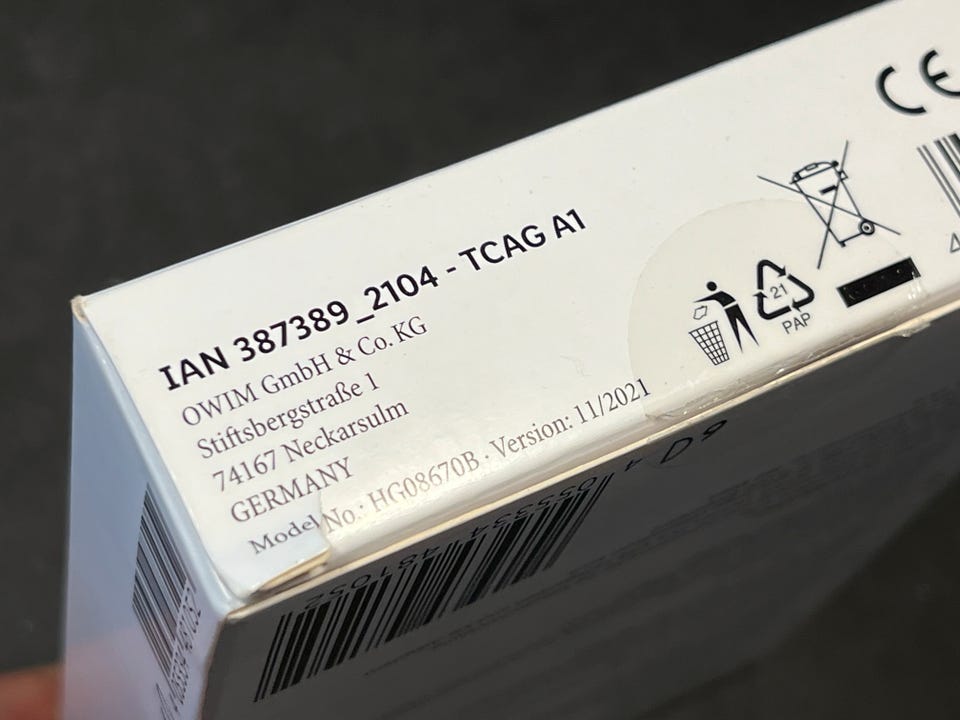 IAN 387389_2104 - TCAG A1
OWIM GmbH & Co. KG
Stiftsbergstraße 1
74167 Neckarsulm
GERMANY
Model No.: HG08670B · Version: 11/2021
21
PAP
CE